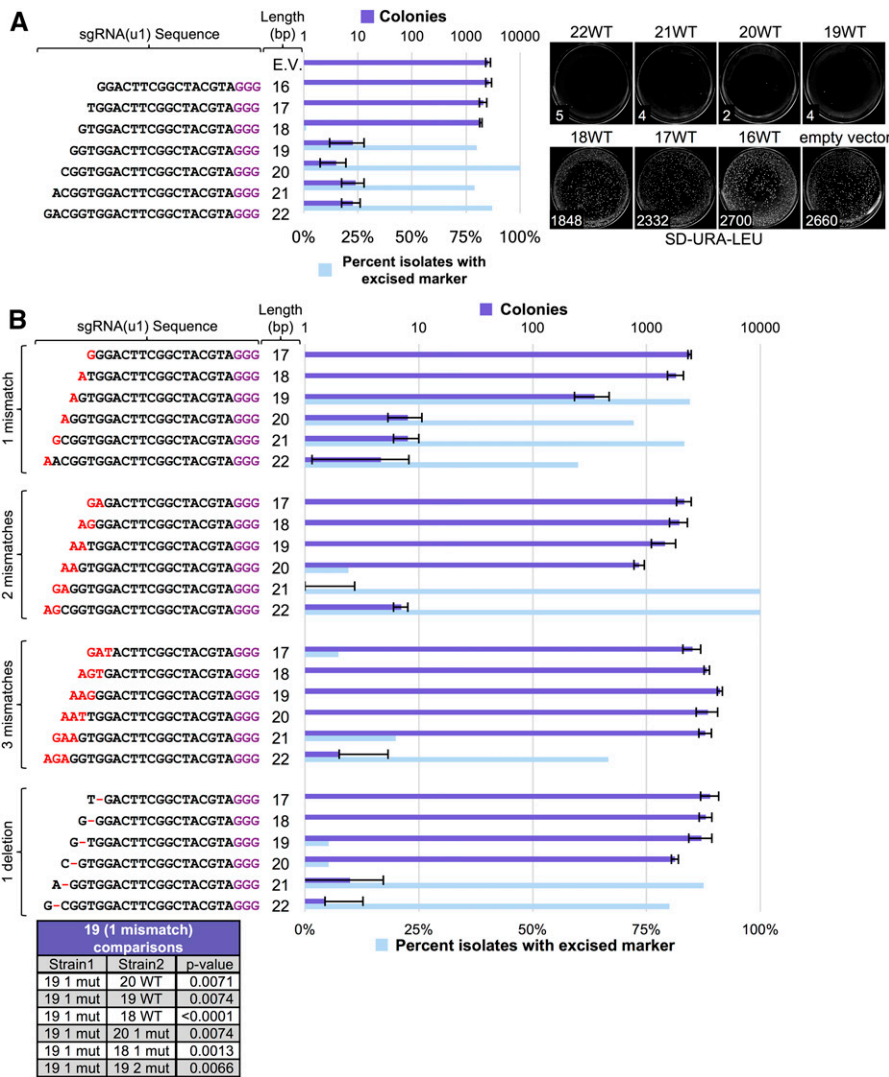 A
sgRNA(u1) Sequence
Length
(bp)
Colonies
1 10 100 1000 10000
E.V.
GGACTTCGGCTACGTAGGG 16
TGGACTTCGGCTACGTAGGG 17
GTGGACTTCGGCTACGTAGGG 18
GGTGGACTTCGGCTACGTAGGG 19
CGGTGGACTTCGGCTACGTAGGG 20
ACGGTGGACTTCGGCTACGTAGGG 21
GACGGTGGACTTCGGCTACGTAGGG 22
0% 25% 50% 75% 100%
Percent isolates with
excised marker
22WT 21WT 20WT 19WT
5 4 2 4
18WT 17WT 16WT empty vector
1848 2332 2700 2660
SD-URA-LEU
B
sgRNA(u1) Sequence
Length
(bp)
Colonies
1 10 100 1000 10000
1 mismatch
GGGACTTCGGCTACGTAGGG 17
ATGGACTTCGGCTACGTAGGG 18
AGTGGACTTCGGCTACGTAGGG 19
AGGTGGACTTCGGCTACGTAGGG 20
GCGGTGGACTTCGGCTACGTAGGG 21
AACGGTGGACTTCGGCTACGTAGGG 22
2 mismatches
GAGACTTCGGCTACGTAGGG 17
AGGGACTTCGGCTACGTAGGG 18
AATGGACTTCGGCTACGTAGGG 19
AAGTGGACTTCGGCTACGTAGGG 20
GAGGTGGACTTCGGCTACGTAGGG 21
AGCGGTGGACTTCGGCTACGTAGGG 22
3 mismatches
GATACTTCGGCTACGTAGGG 17
AGTGACTTCGGCTACGTAGGG 18
AAGGGACTTCGGCTACGTAGGG 19
AATTGGACTTCGGCTACGTAGGG 20
GAAGTGGACTTCGGCTACGTAGGG 21
AGAGGTGGACTTCGGCTACGTAGGG 22
1 deletion
T-GACTTCGGCTACGTAGGG 17
G-GGACTTCGGCTACGTAGGG 18
G-TGGACTTCGGCTACGTAGGG 19
C-GTGGACTTCGGCTACGTAGGG 20
A-GGTGGACTTCGGCTACGTAGGG 21
G-CGGTGGACTTCGGCTACGTAGGG 22
0% 25% 50% 75% 100%
Percent isolates with excised marker
19 (1 mismatch)
comparisons
Strain1 Strain2 p-value
19 1 mut 20 WT 0.0071
19 1 mut 19 WT 0.0074
19 1 mut 18 WT <0.0001
19 1 mut 20 1 mut 0.0074
19 1 mut 18 1 mut 0.0013
19 1 mut 19 2 mut 0.0066